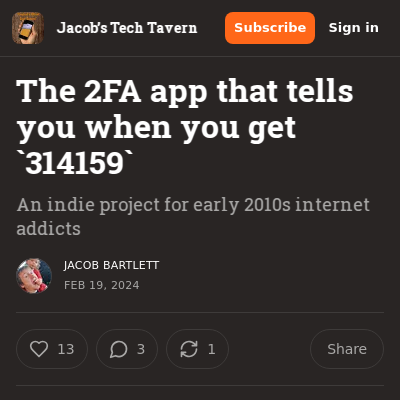 Jacob's Tech Tavern
Subscribe
Sign in
The 2FA app that tells
you when you get
`314159`
An indie project for early 2010s internet
addicts
JACOB BARTLETT
FEB 19, 2024
13
3
1
Share